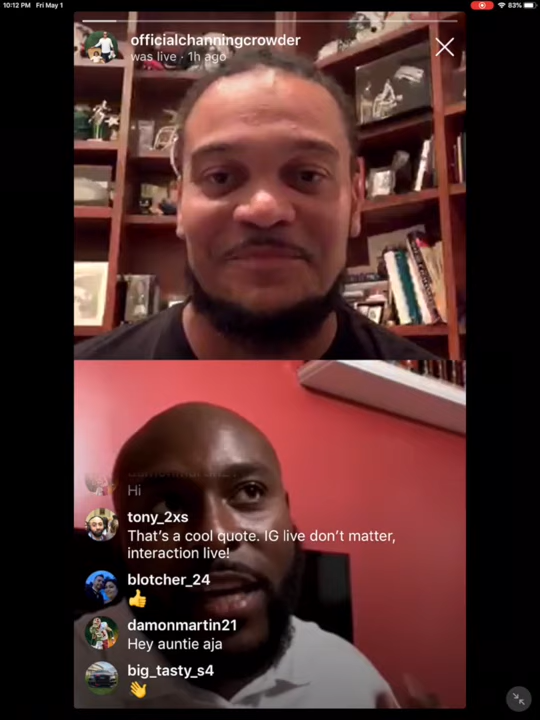 10:12 PM Fri May 1
83%
officialchanningcrowder
was live · 1h ago
Hi
tony_2xs
That's a cool quote. IG live don't matter,
interaction live!
blotcher_24
👍
damonmartin21
Hey auntie aja
big_tasty_s4
👋